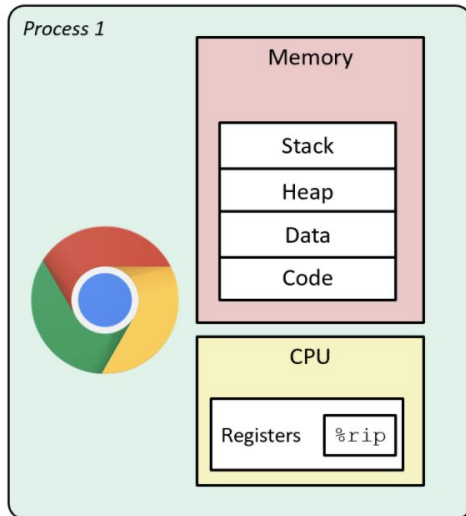 Process 1
Memory
Stack
Heap
Data
Code
CPU
Registers %rip